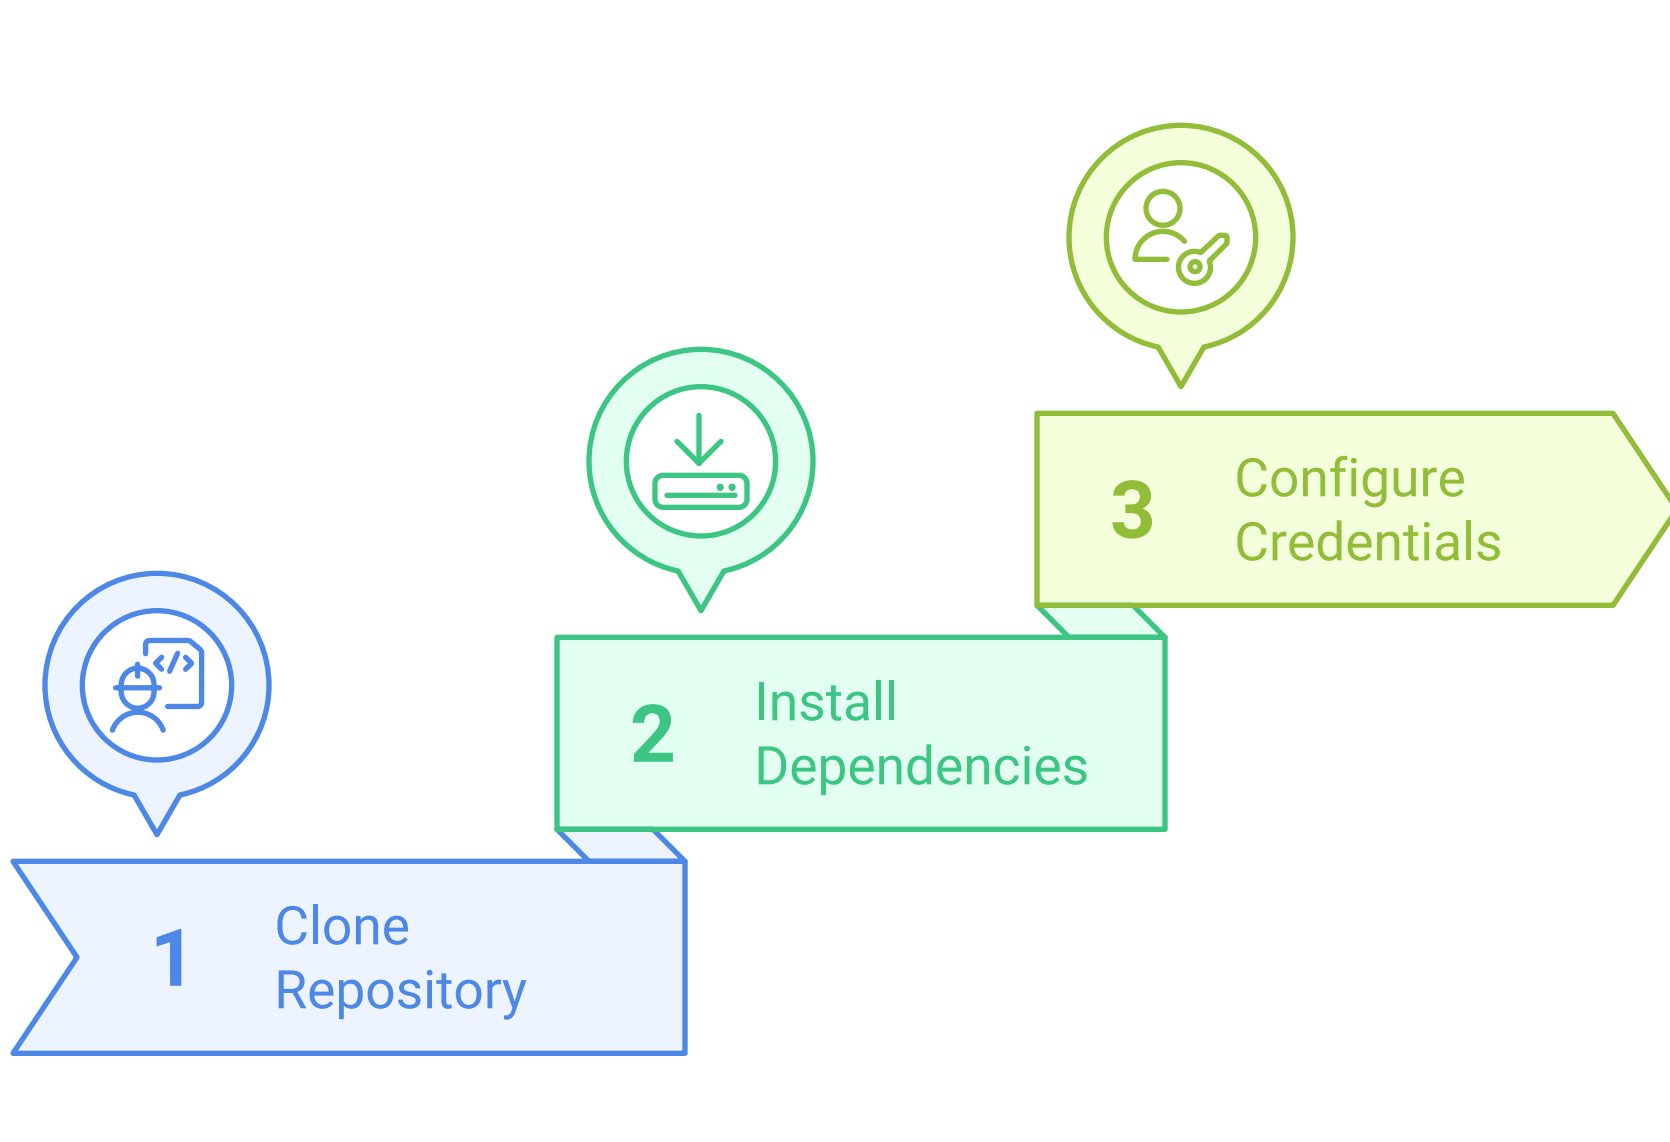 1
Clone
Repository
2
Install
Dependencies
3
Configure
Credentials